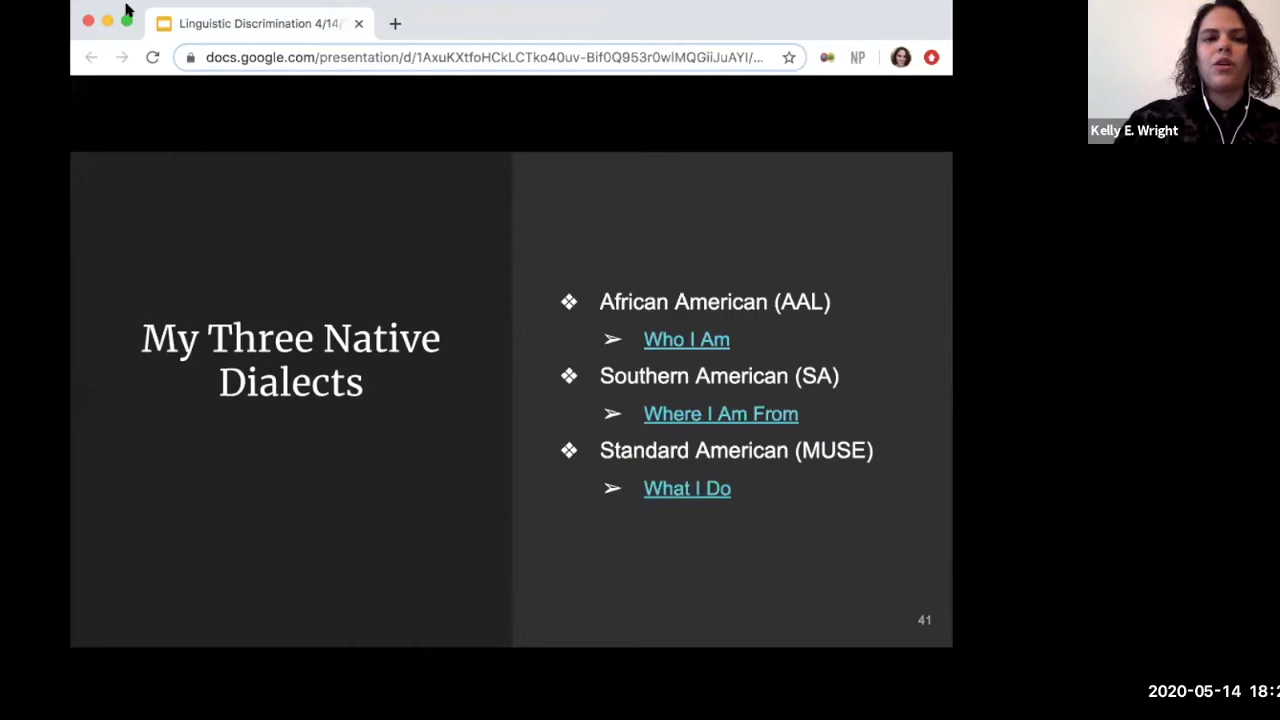 Linguistic Discrimination 4/14/
docs.google.com/presentation/d/1AxuKXtfoHCkLCTko40uv-Bif0Q953r0wlMQGiiJuAYI/...
NP
Kelly E. Wright
My Three Native
Dialects
❖ African American (AAL)
➢ Who I Am
❖ Southern American (SA)
➢ Where I Am From
❖ Standard American (MUSE)
➢ What I Do
41
2020-05-14 18:2